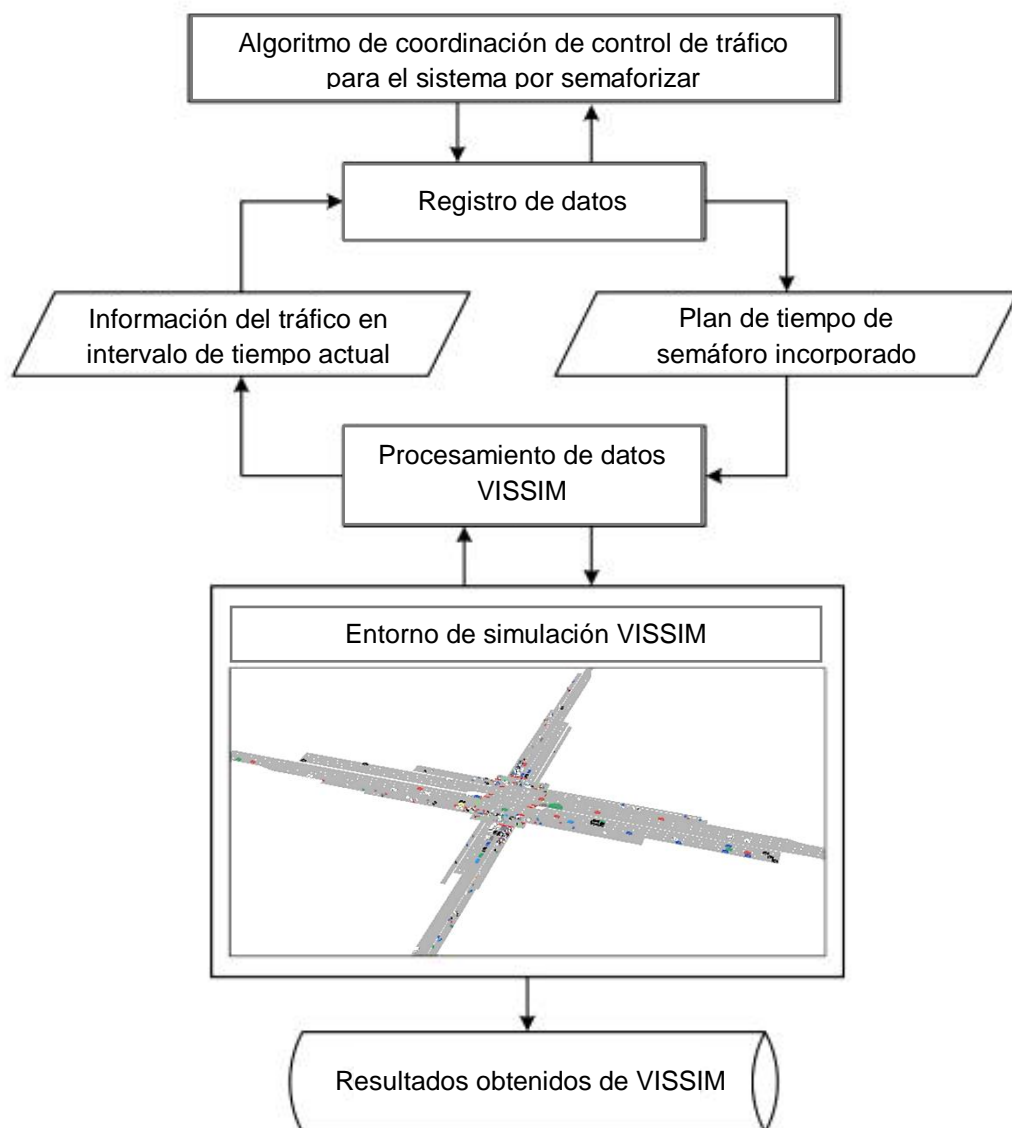 Algoritmo de coordinación de control de tráfico
para el sistema por semaforizar
Registro de datos
Información del tráfico en
intervalo de tiempo actual
Plan de tiempo de
semáforo incorporado
Procesamiento de datos
VISSIM
Entorno de simulación VISSIM
Resultados obtenidos de VISSIM